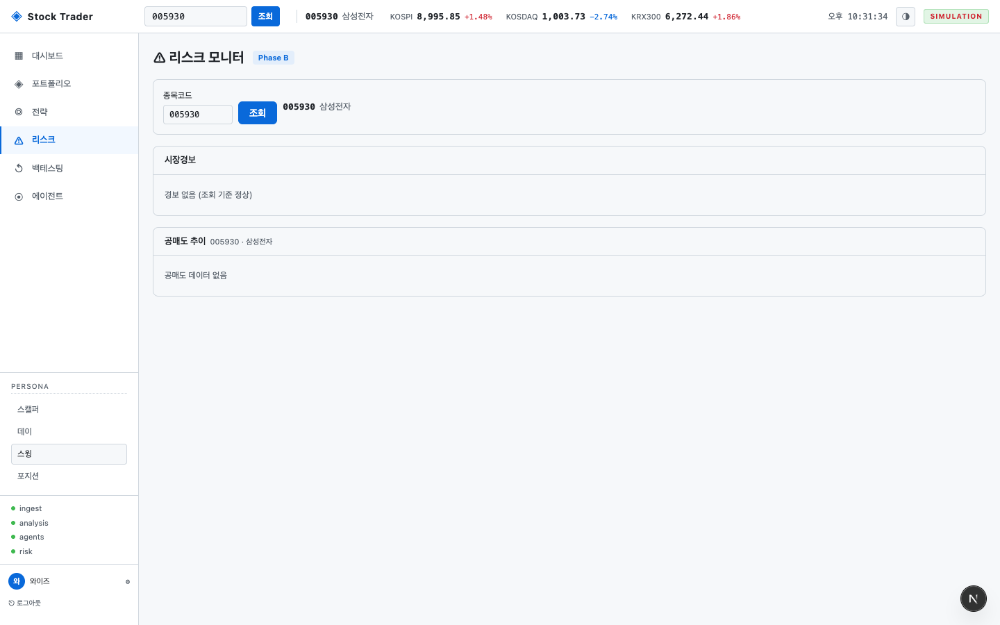 Stock Trader
005930 조회 005930 삼성전자 KOSPI 8,995.85 +1.48% KOSDAQ 1,003.73 −2.74% KRX300 6,272.44 +1.86% 오후 10:31:34 SIMULATION
대시보드
포트폴리오
전략
리스크
백테스팅
에이전트
PERSONA
스캘퍼
데이
스윙
포지션
ingest
analysis
agents
risk
와 와이즈
로그아웃
리스크 모니터 Phase B
종목코드
005930 조회 005930 삼성전자
시장경보
경보 없음 (조회 기준 정상)
공매도 추이 005930 · 삼성전자
공매도 데이터 없음
N